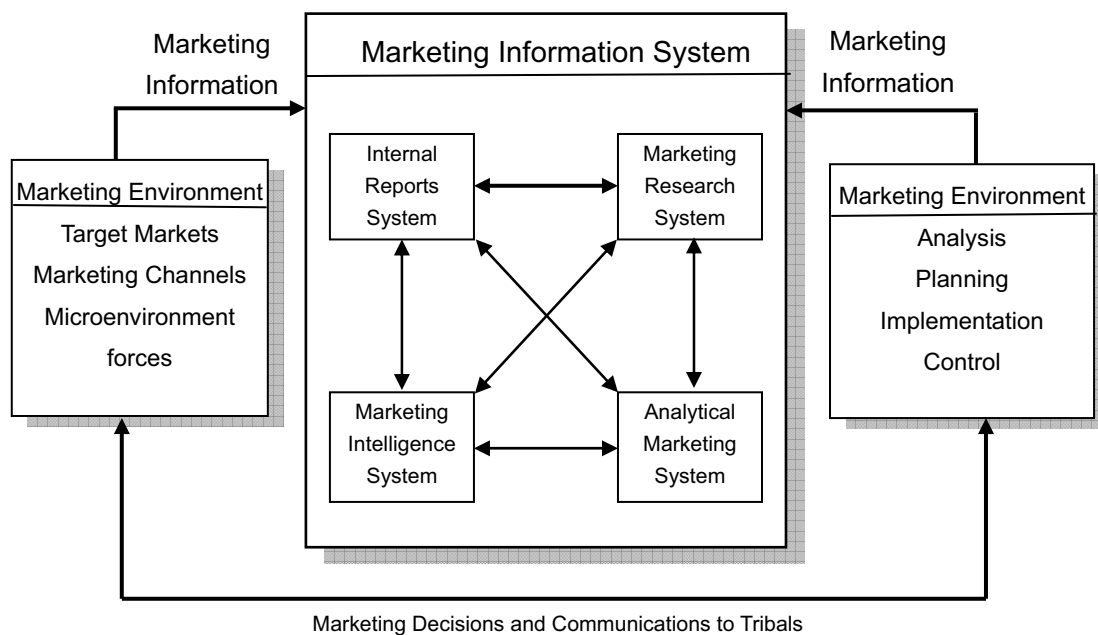 Marketing
Information
Marketing Information System
Marketing
Information
Marketing Environment
Target Markets
Marketing Channels
Microenvironment
forces
Internal
Reports
System
Marketing
Research
System
Marketing
Intelligence
System
Analytical
Marketing
System
Marketing Environment
Analysis
Planning
Implementation
Control
Marketing Decisions and Communications to Tribals